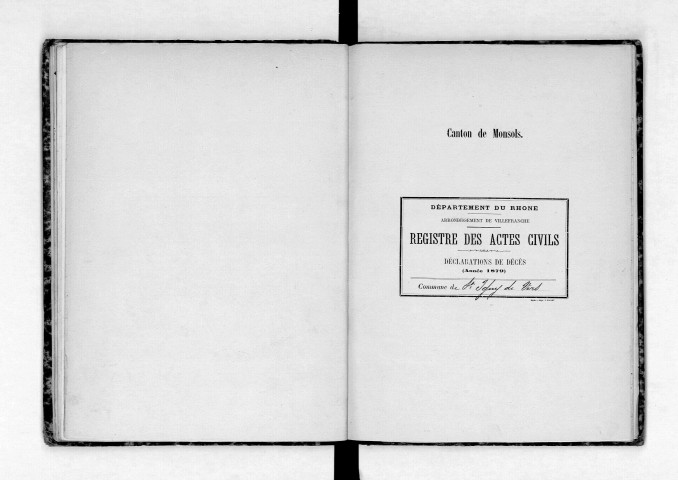 Canton de Monsols.
DÉPARTEMENT DU RHONE
ARRONDISSEMENT DE VILLEFRANCHE
REGISTRE DES ACTES CIVILS
DÉCLARATIONS DE DÉCÈS
(Année 1879)
Commune de St Igny de Vers